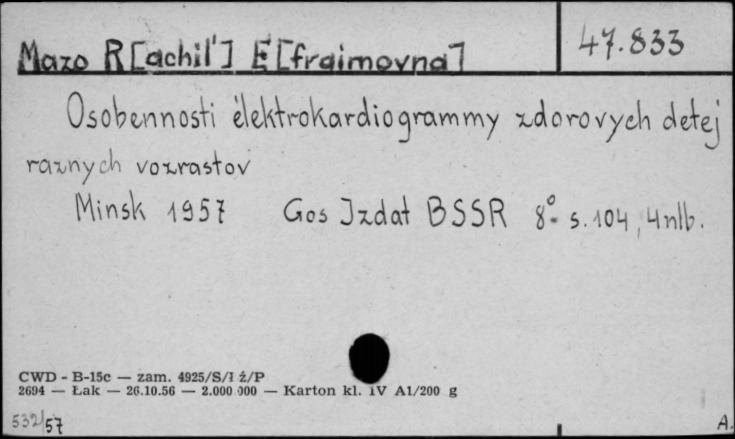 Mazo R[achil'] E[fraimovna]
47.833
Osobennosti élektrokardiogrammy zdorovych detej
raznych vozrastov
Minsk 1957 Gos Izdat BSSR 8° s. 104, 4 nlb.
CWD - B-15c — zam. 4925/S/I ż/P
2694 — Łak — 26.10.56 — 2.000.000 — Karton kl. IV A1/200 g
532/57
A.